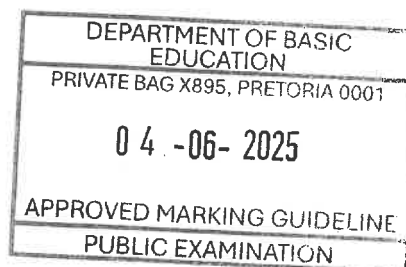 DEPARTMENT OF BASIC
EDUCATION
PRIVATE BAG X895, PRETORIA 0001
04 -06- 2025
APPROVED MARKING GUIDELINE
PUBLIC EXAMINATION